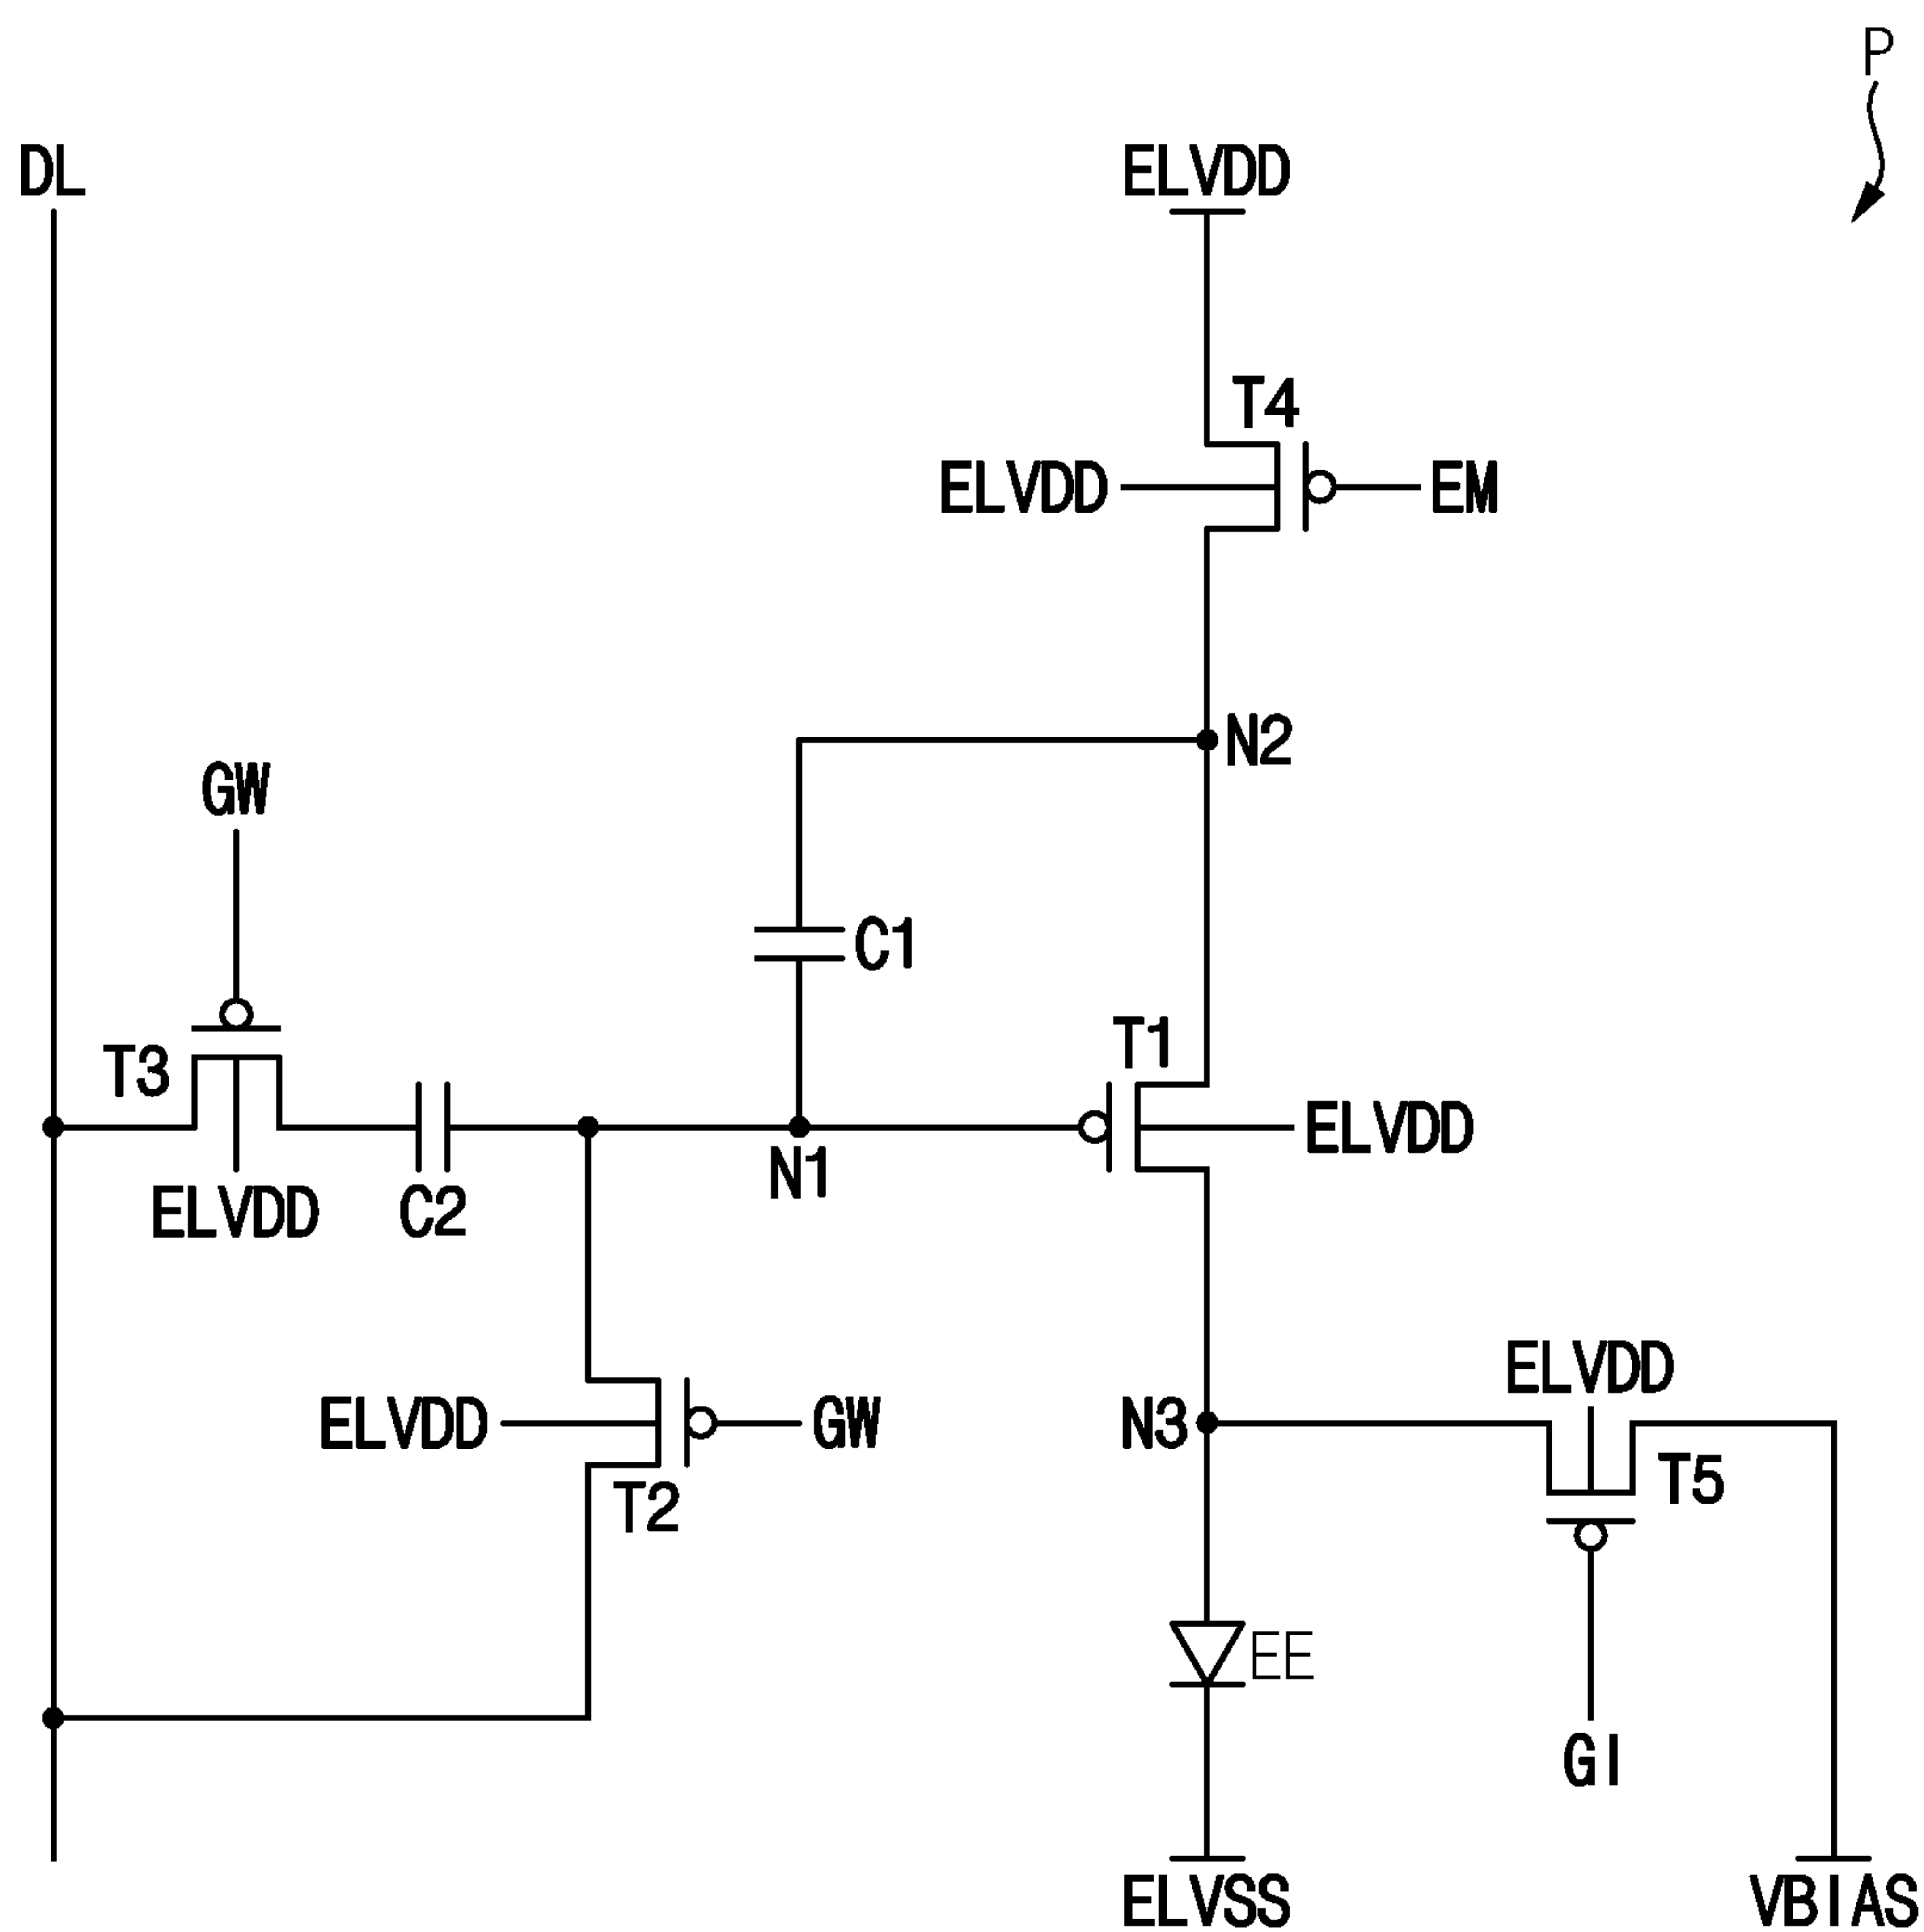 P
DL
ELVDD
T4
ELVDD
EM
N2
GW
C1
T1
T3
ELVDD
N1
ELVDD
C2
ELVDD
N3
ELVDD
GW
T5
T2
EE
GI
ELVSS
VBIAS